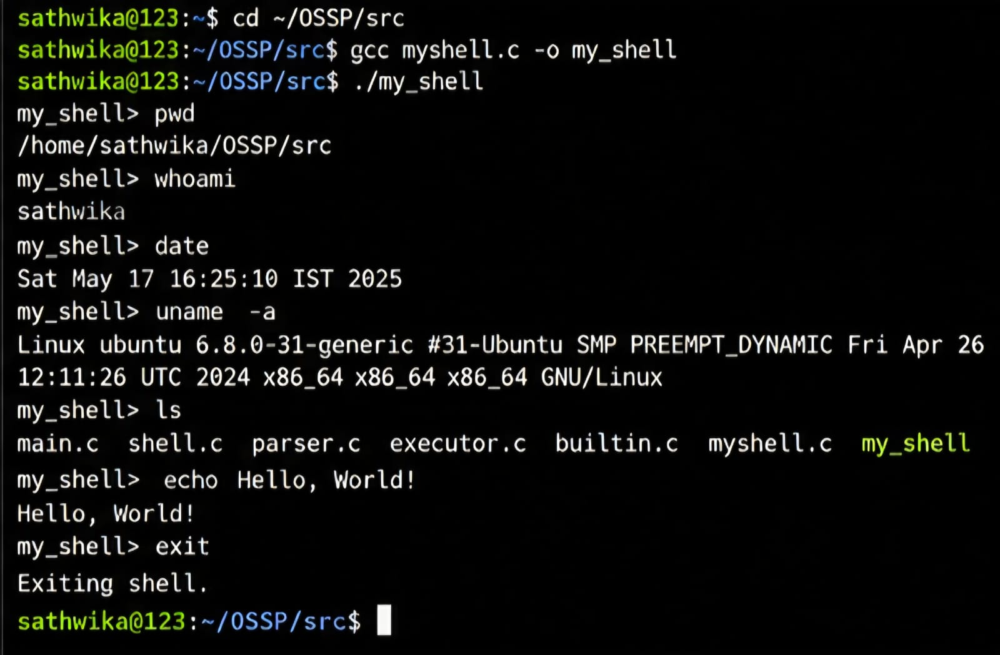 sathwika@123:~$ cd ~/OSSP/src
sathwika@123:~/OSSP/src$ gcc myshell.c -o my_shell
sathwika@123:~/OSSP/src$ ./my_shell
my_shell> pwd
/home/sathwika/OSSP/src
my_shell> whoami
sathwika
my_shell> date
Sat May 17 16:25:10 IST 2025
my_shell> uname  -a
Linux ubuntu 6.8.0-31-generic #31-Ubuntu SMP PREEMPT_DYNAMIC Fri Apr 26
12:11:26 UTC 2024 x86_64 x86_64 x86_64 GNU/Linux
my_shell> ls
main.c  shell.c  parser.c  executor.c  builtin.c  myshell.c  my_shell
my_shell>  echo Hello, World!
Hello, World!
my_shell> exit
Exiting shell.
sathwika@123:~/OSSP/src$